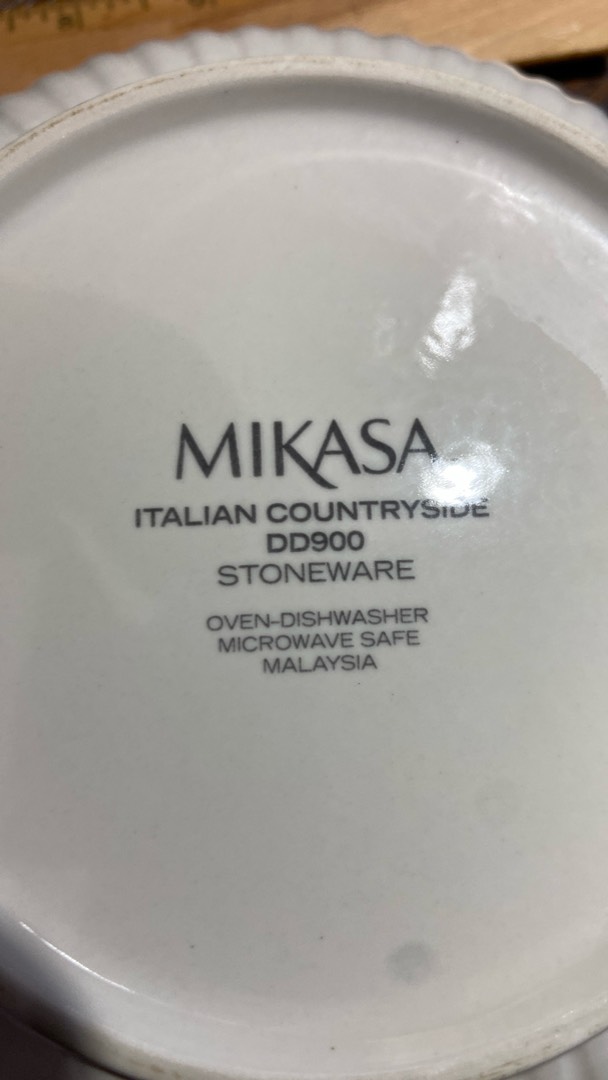 MIKASA
ITALIAN COUNTRYSIDE
DD900
STONEWARE
OVEN-DISHWASHER
MICROWAVE SAFE
MALAYSIA